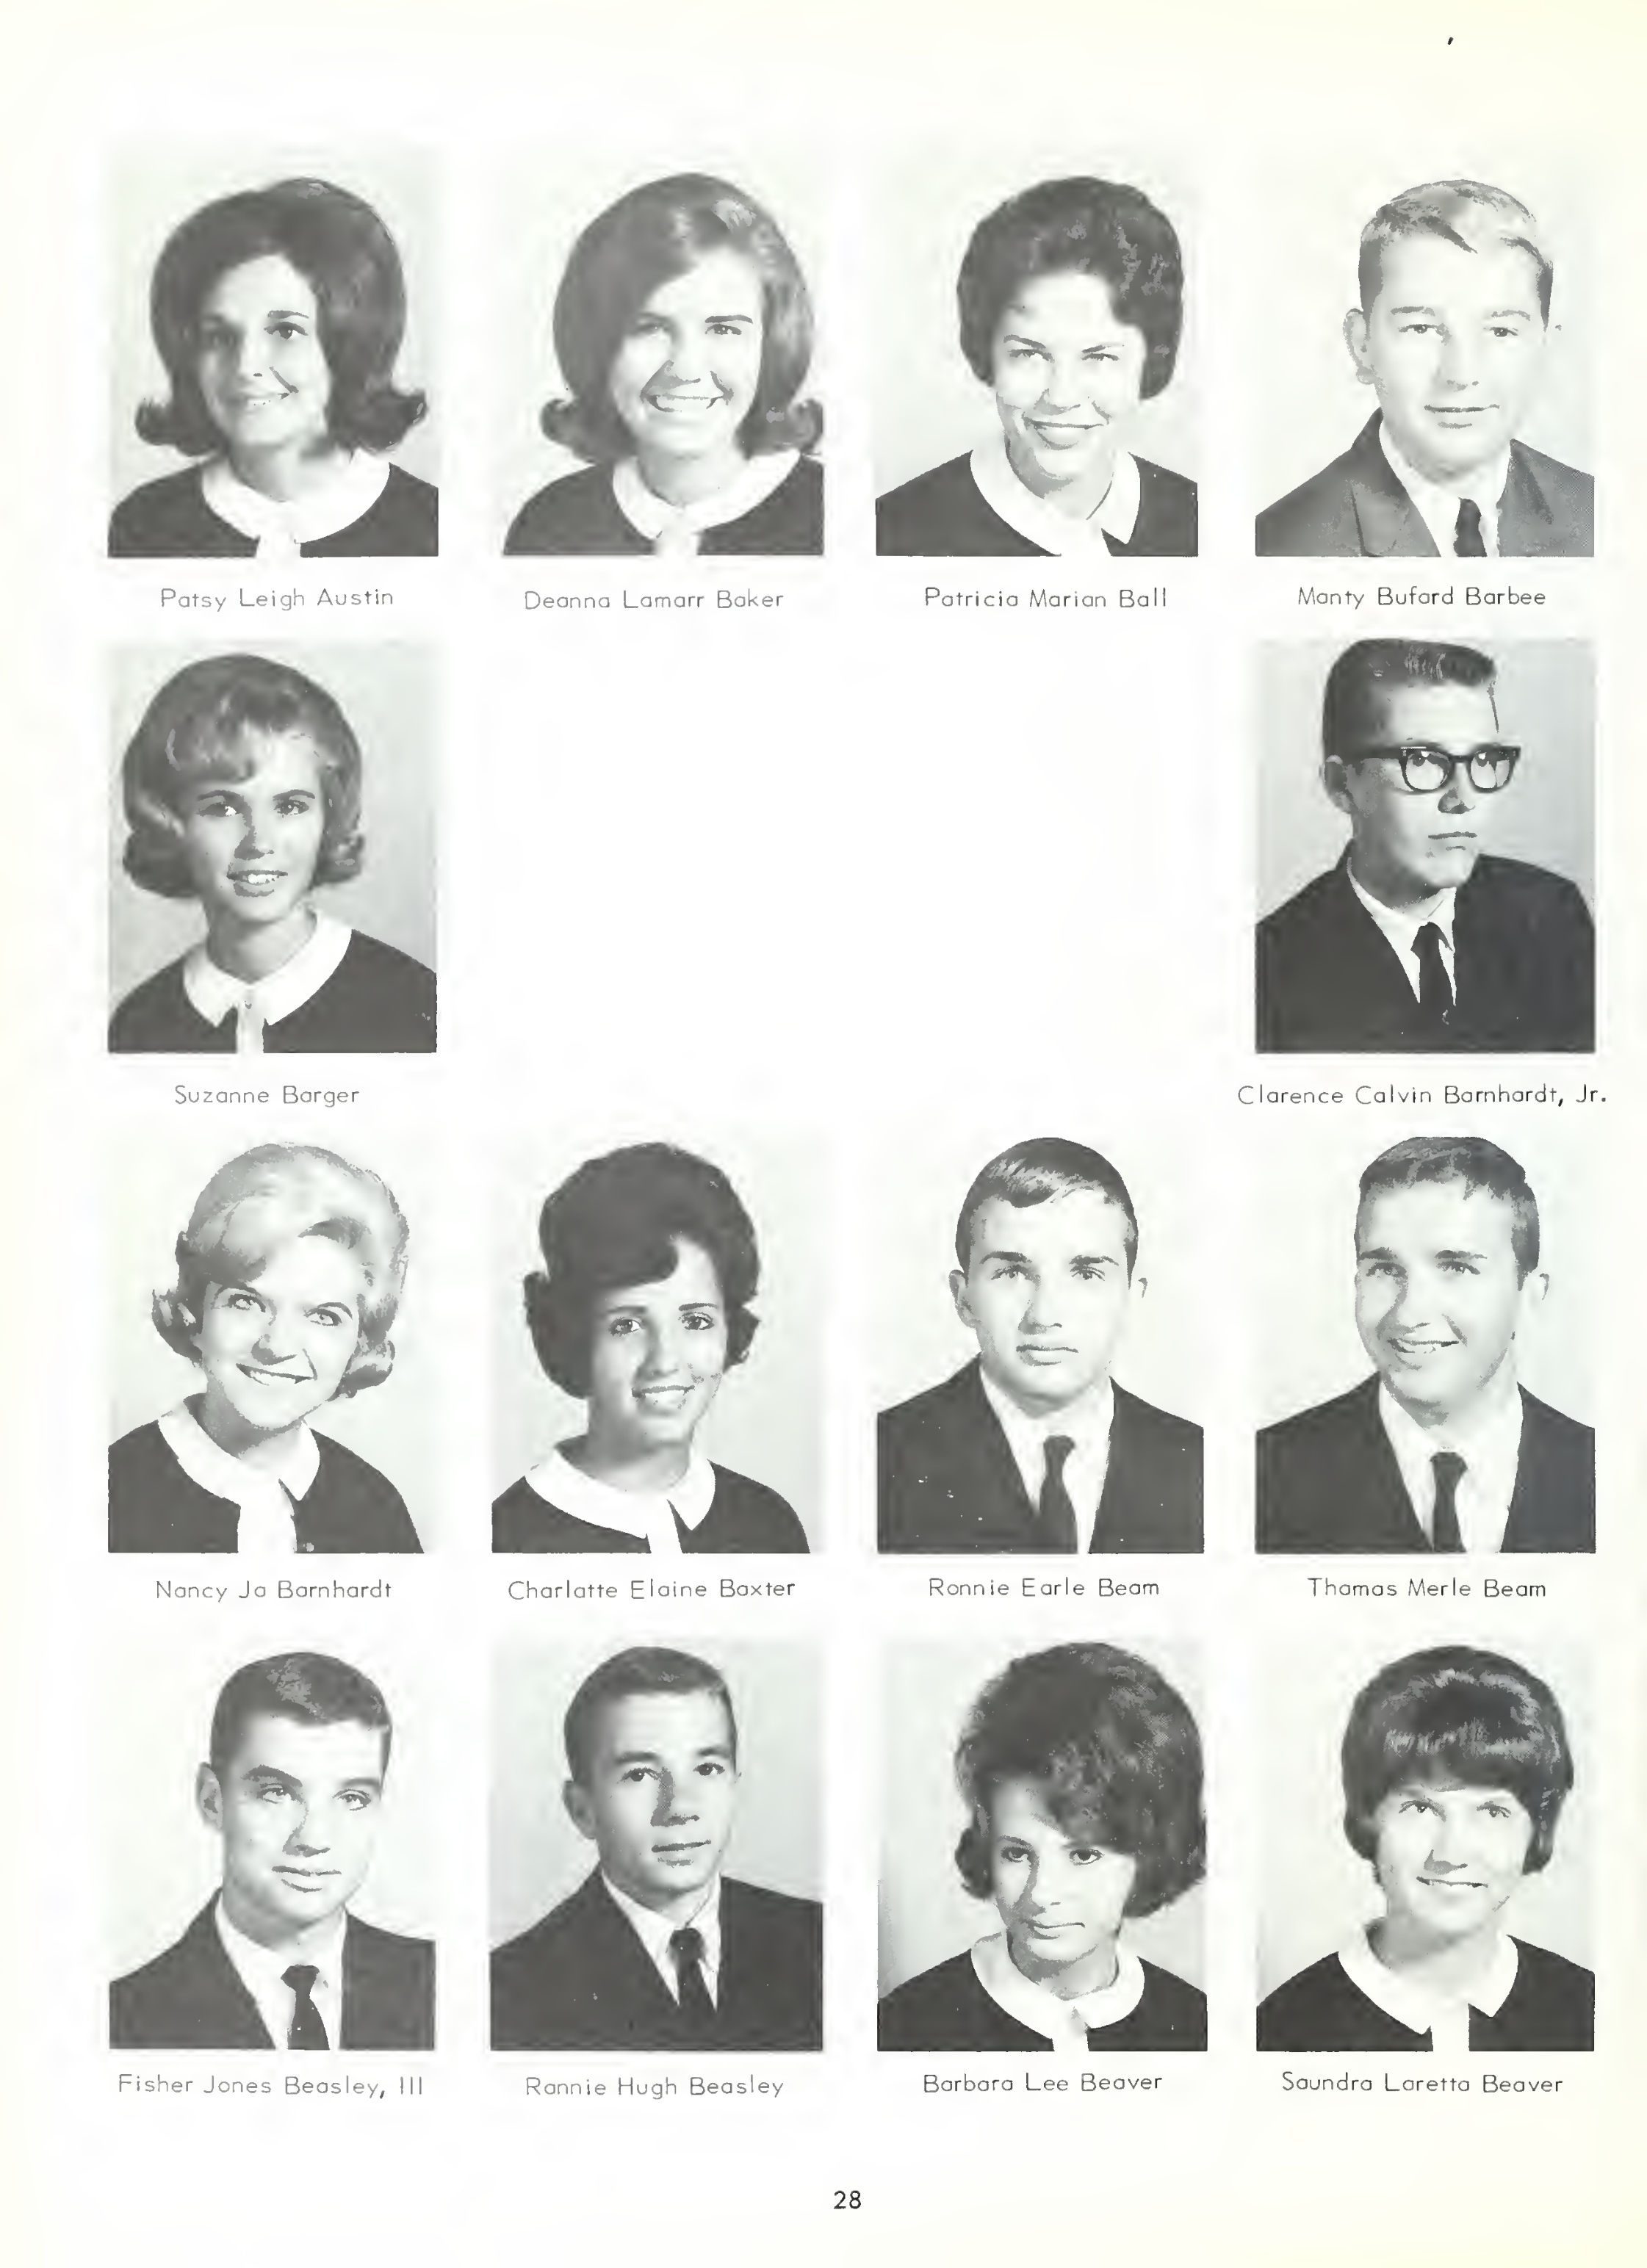 Patsy Leigh Austin
Deanna Lamarr Baker
Patricia Marian Ball
Manty Buford Barbee
Suzanne Barger
Clarence Calvin Barnhardt, Jr.
Nancy Jo Barnhardt
Charlotte Elaine Baxter
Ronnie Earle Beam
Thomas Merle Beam
Fisher Jones Beasley, III
Ronnie Hugh Beasley
Barbara Lee Beaver
Saundra Loretta Beaver
28